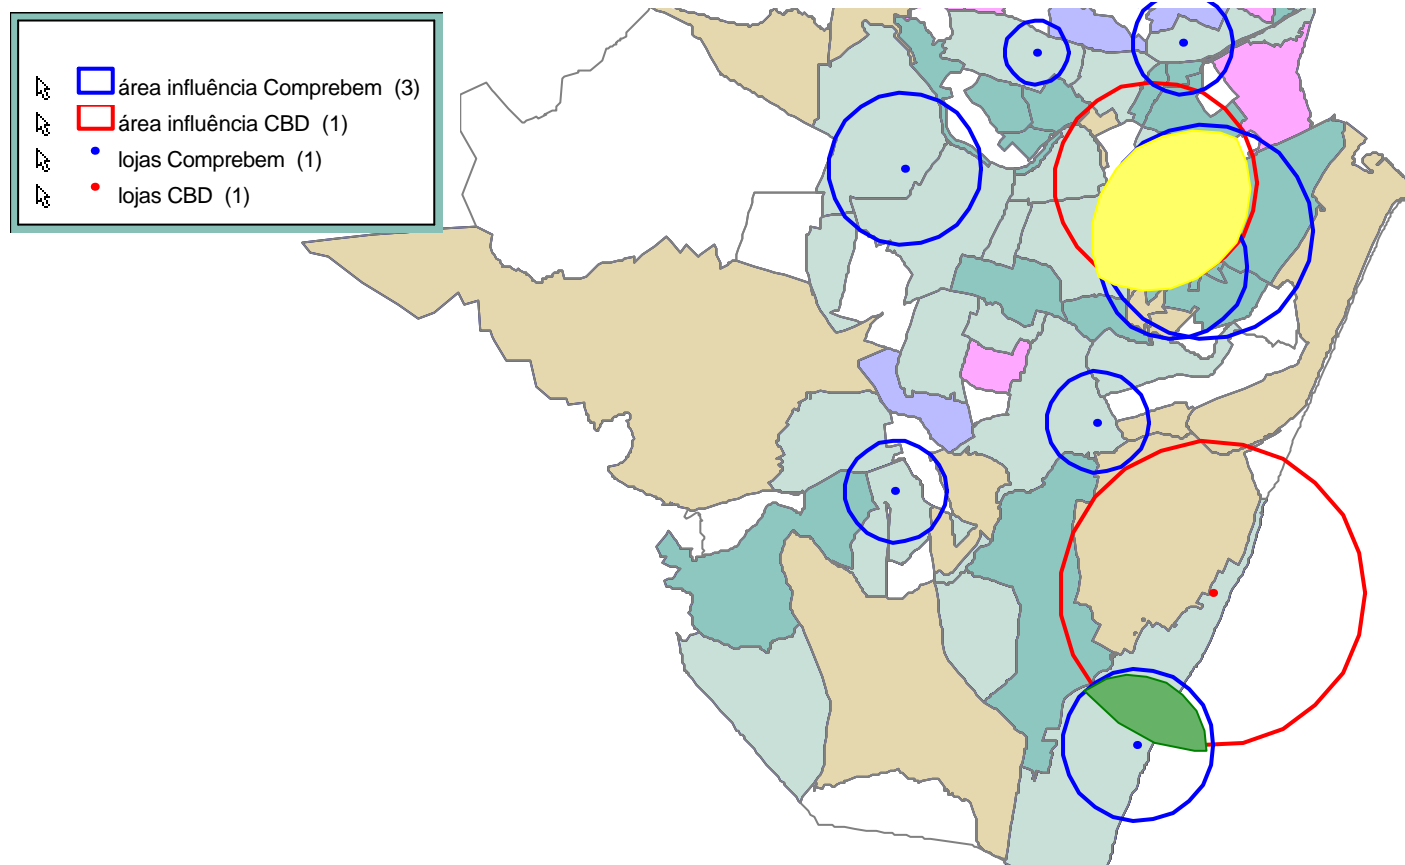 área influência Comprebem (3)
área influência CBD (1)
lojas Comprebem (1)
lojas CBD (1)